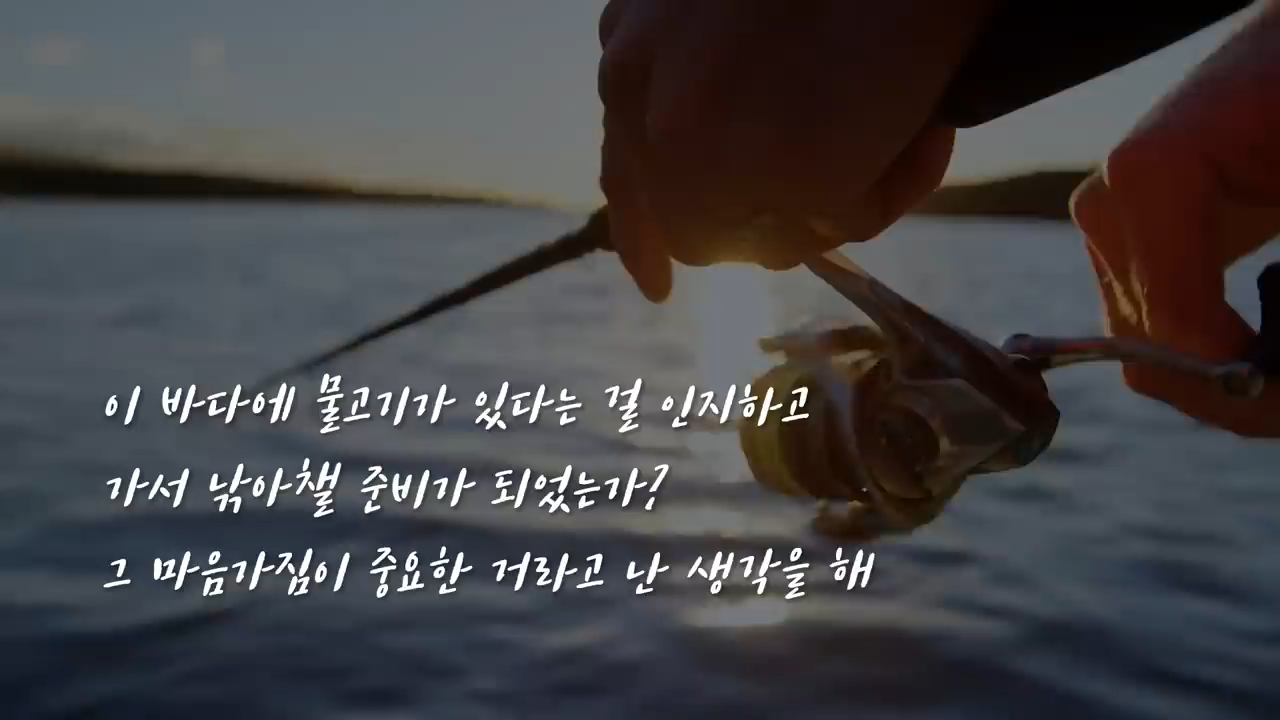 이 바다에 물고기가 있다는 걸 인지하고
가서 낚아챌 준비가 되었는가?
그 마음가짐이 중요한 거라고 난 생각을 해